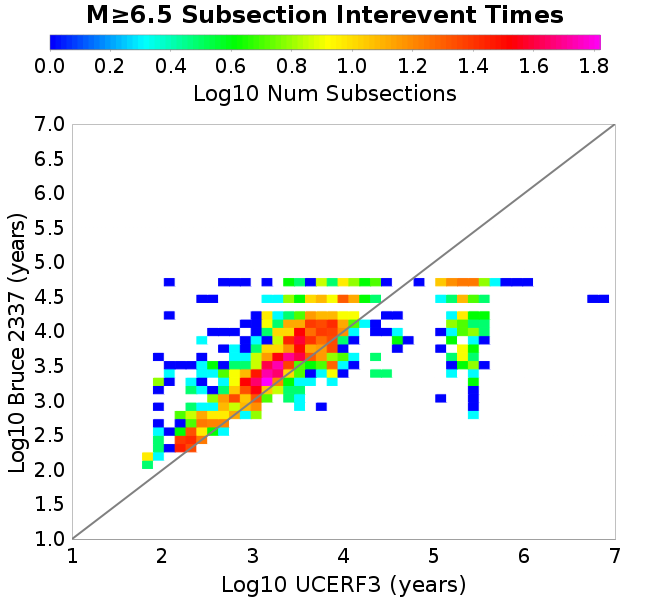 M≥6.5 Subsection Interevent Times
0.0 0.2 0.4 0.6 0.8 1.0 1.2 1.4 1.6 1.8
Log10 Num Subsections
7.0
6.5
6.0
5.5
5.0
4.5
4.0
3.5
3.0
2.5
2.0
1.5
1.0
Log10 Bruce 2337 (years)
1 2 3 4 5 6 7
Log10 UCERF3 (years)